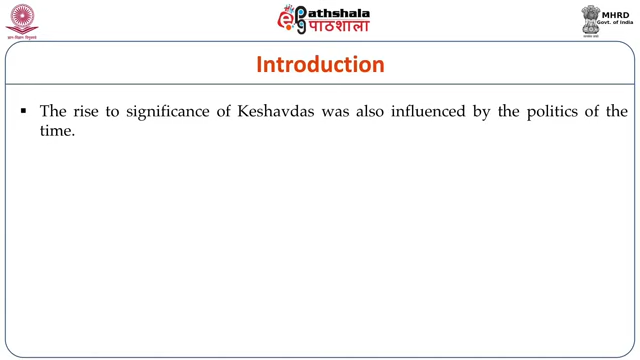 ePathshala
पाठशाला
MHRD
Govt. of India
Introduction
▪ The rise to significance of Keshavdas was also influenced by the politics of the
time.